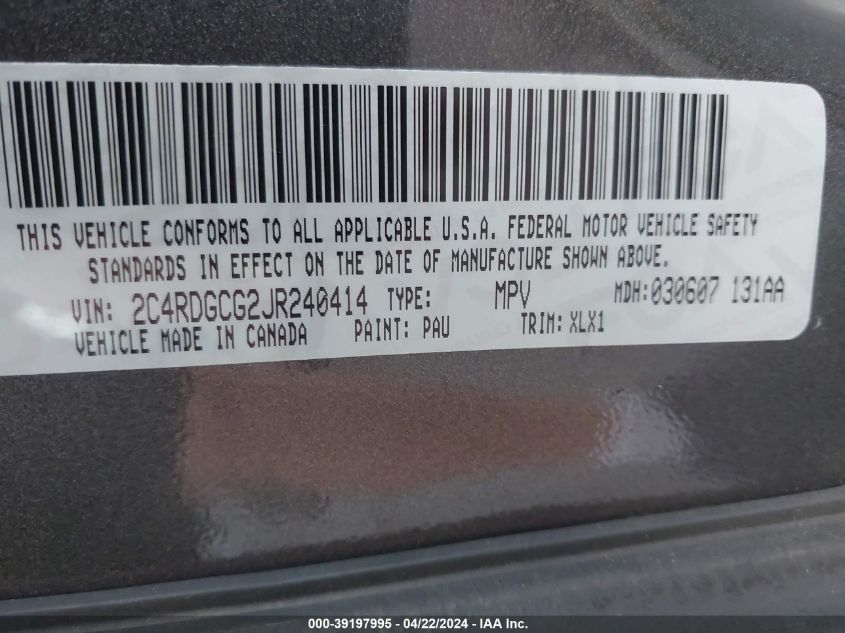 THIS VEHICLE CONFORMS TO ALL APPLICABLE U.S.A. FEDERAL MOTOR VEHICLE SAFETY
STANDARDS IN EFFECT ON THE DATE OF MANUFACTURE SHOWN ABOVE.
VIN: 2C4RDGCG2JR240414 TYPE: MPV MDH:030607 131AA
VEHICLE MADE IN CANADA PAINT: PAU TRIM: XLX1
000-39197995 - 04/22/2024 - IAA Inc.